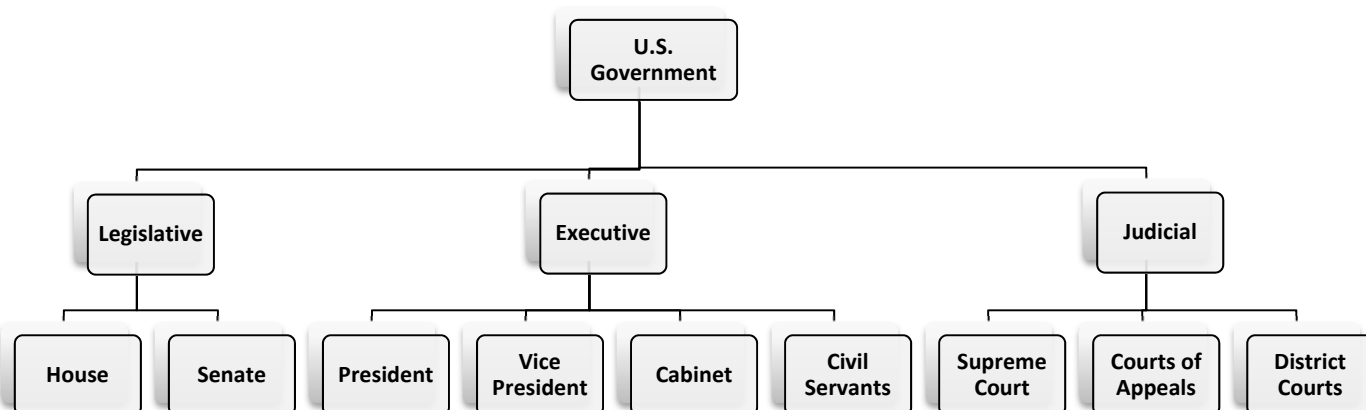 U.S.
Government
Legislative
Executive
Judicial
House
Senate
President
Vice
President
Cabinet
Civil
Servants
Supreme
Court
Courts of
Appeals
District
Courts